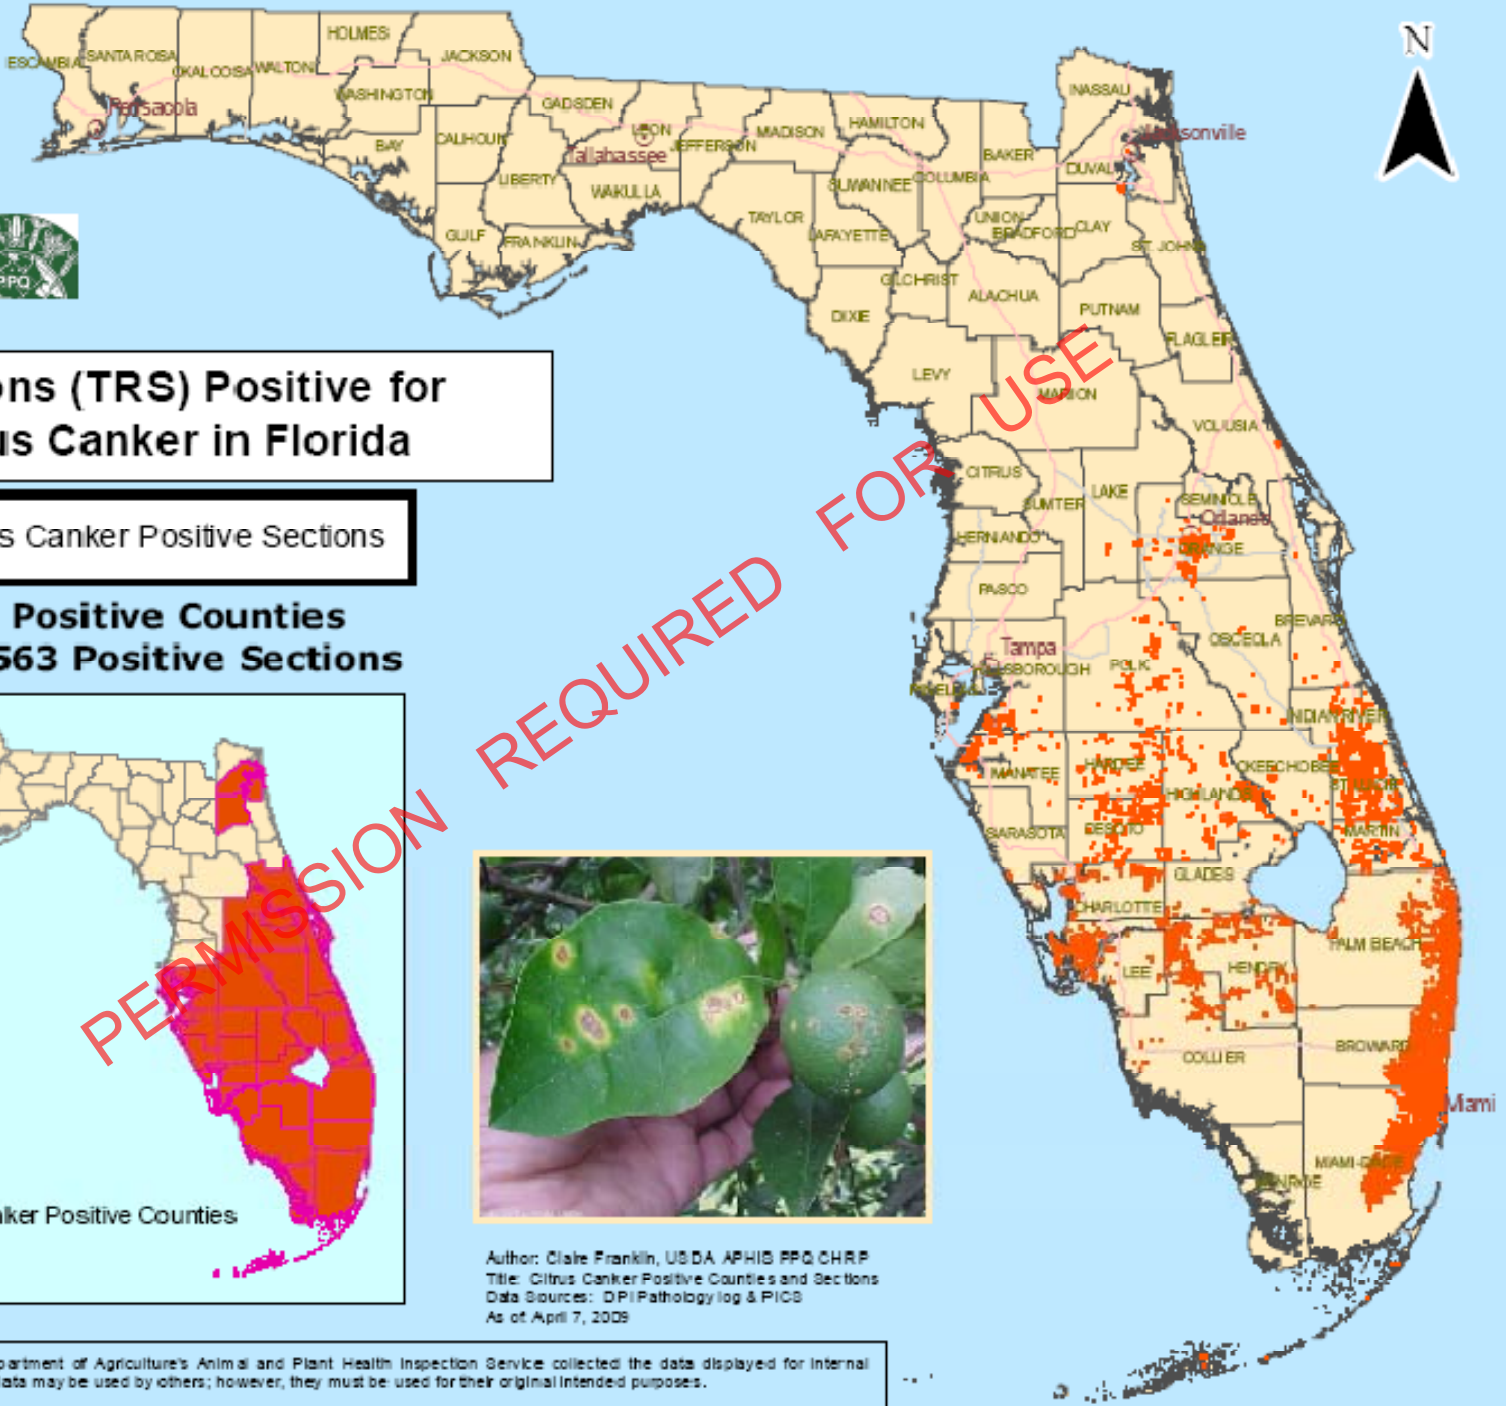 N
HOLMES
ESCAMBIA
SANTA ROSA
OKALOOSA
WALTON
JACKSON
WASHINGTON
Pensacola
GADSDEN
LEON
MADISON
HAMILTON
NASSAU
Jacksonville
BAY
CALHOUN
Tallahassee
JEFFERSON
BAKER
DUVAL
LIBERTY
WAKULLA
SUWANNEE
COLUMBIA
TAYLOR
LAFAYETTE
UNION
BRADFORD
CLAY
ST. JOHNS
GULF
FRANKLIN
GILCHRIST
ALACHUA
PUTNAM
DIXIE
FLAGLER
PPQ
LEVY
MARION
VOLUSIA
ons (TRS) Positive for
us Canker in Florida
s Canker Positive Sections
Positive Counties
563 Positive Sections
CITRUS
SUMTER
LAKE
SEMINOLE
Orlando
HERNANDO
ORANGE
PASCO
BREVARD
OSCEOLA
Tampa
HILLSBOROUGH
POLK
PINELLAS
INDIAN RIVER
MANATEE
HARDEE
OKEECHOBEE
HIGHLANDS
ST LUCIE
SARASOTA
DESOTO
MARTIN
GLADES
CHARLOTTE
PALM BEACH
LEE
HENDRY
COLLIER
BROWARD
Miami
MIAMI-DADE
MONROE
PERMISSION REQUIRED FOR USE
nker Positive Counties
Author: Claire Franklin, USDA APHIS PPQ CHRP
Title: Citrus Canker Positive Counties and Sections
Data Sources: DPI Pathology log & PICS
As of April 7, 2009
partment of Agriculture's Animal and Plant Health Inspection Service collected the data displayed for internal
data may be used by others; however, they must be used for their original intended purposes.